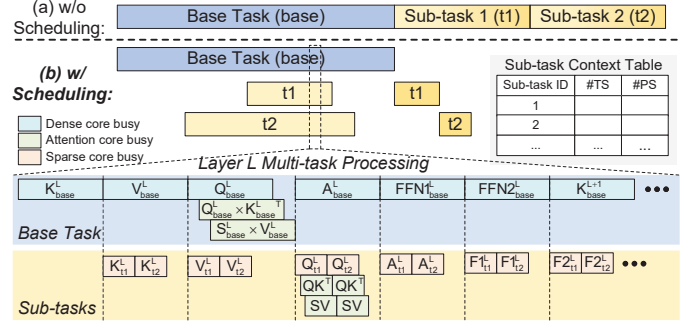 (a) w/o Scheduling:
Base Task (base) Sub-task 1 (t1) Sub-task 2 (t2)
(b) w/ Scheduling:
Base Task (base)
t1 t1
t2 t2
Sub-task Context Table
Sub-task ID #TS #PS
1
2
... ... ...
Dense core busy
Attention core busy
Sparse core busy
Layer L Multi-task Processing
K^L_base V^L_base Q^L_base A^L_base FFN1^L_base FFN2^L_base K^L+1_base •••
Q^L_base × K^L_base^T
S^L_base × V^L_base
Base Task
K^L_t1 K^L_t2 V^L_t1 V^L_t2 Q^L_t1 Q^L_t2 A^L_t1 A^L_t2 F1^L_t1 F1^L_t2 F2^L_t1 F2^L_t2 •••
QK^T QK^T
SV SV
Sub-tasks